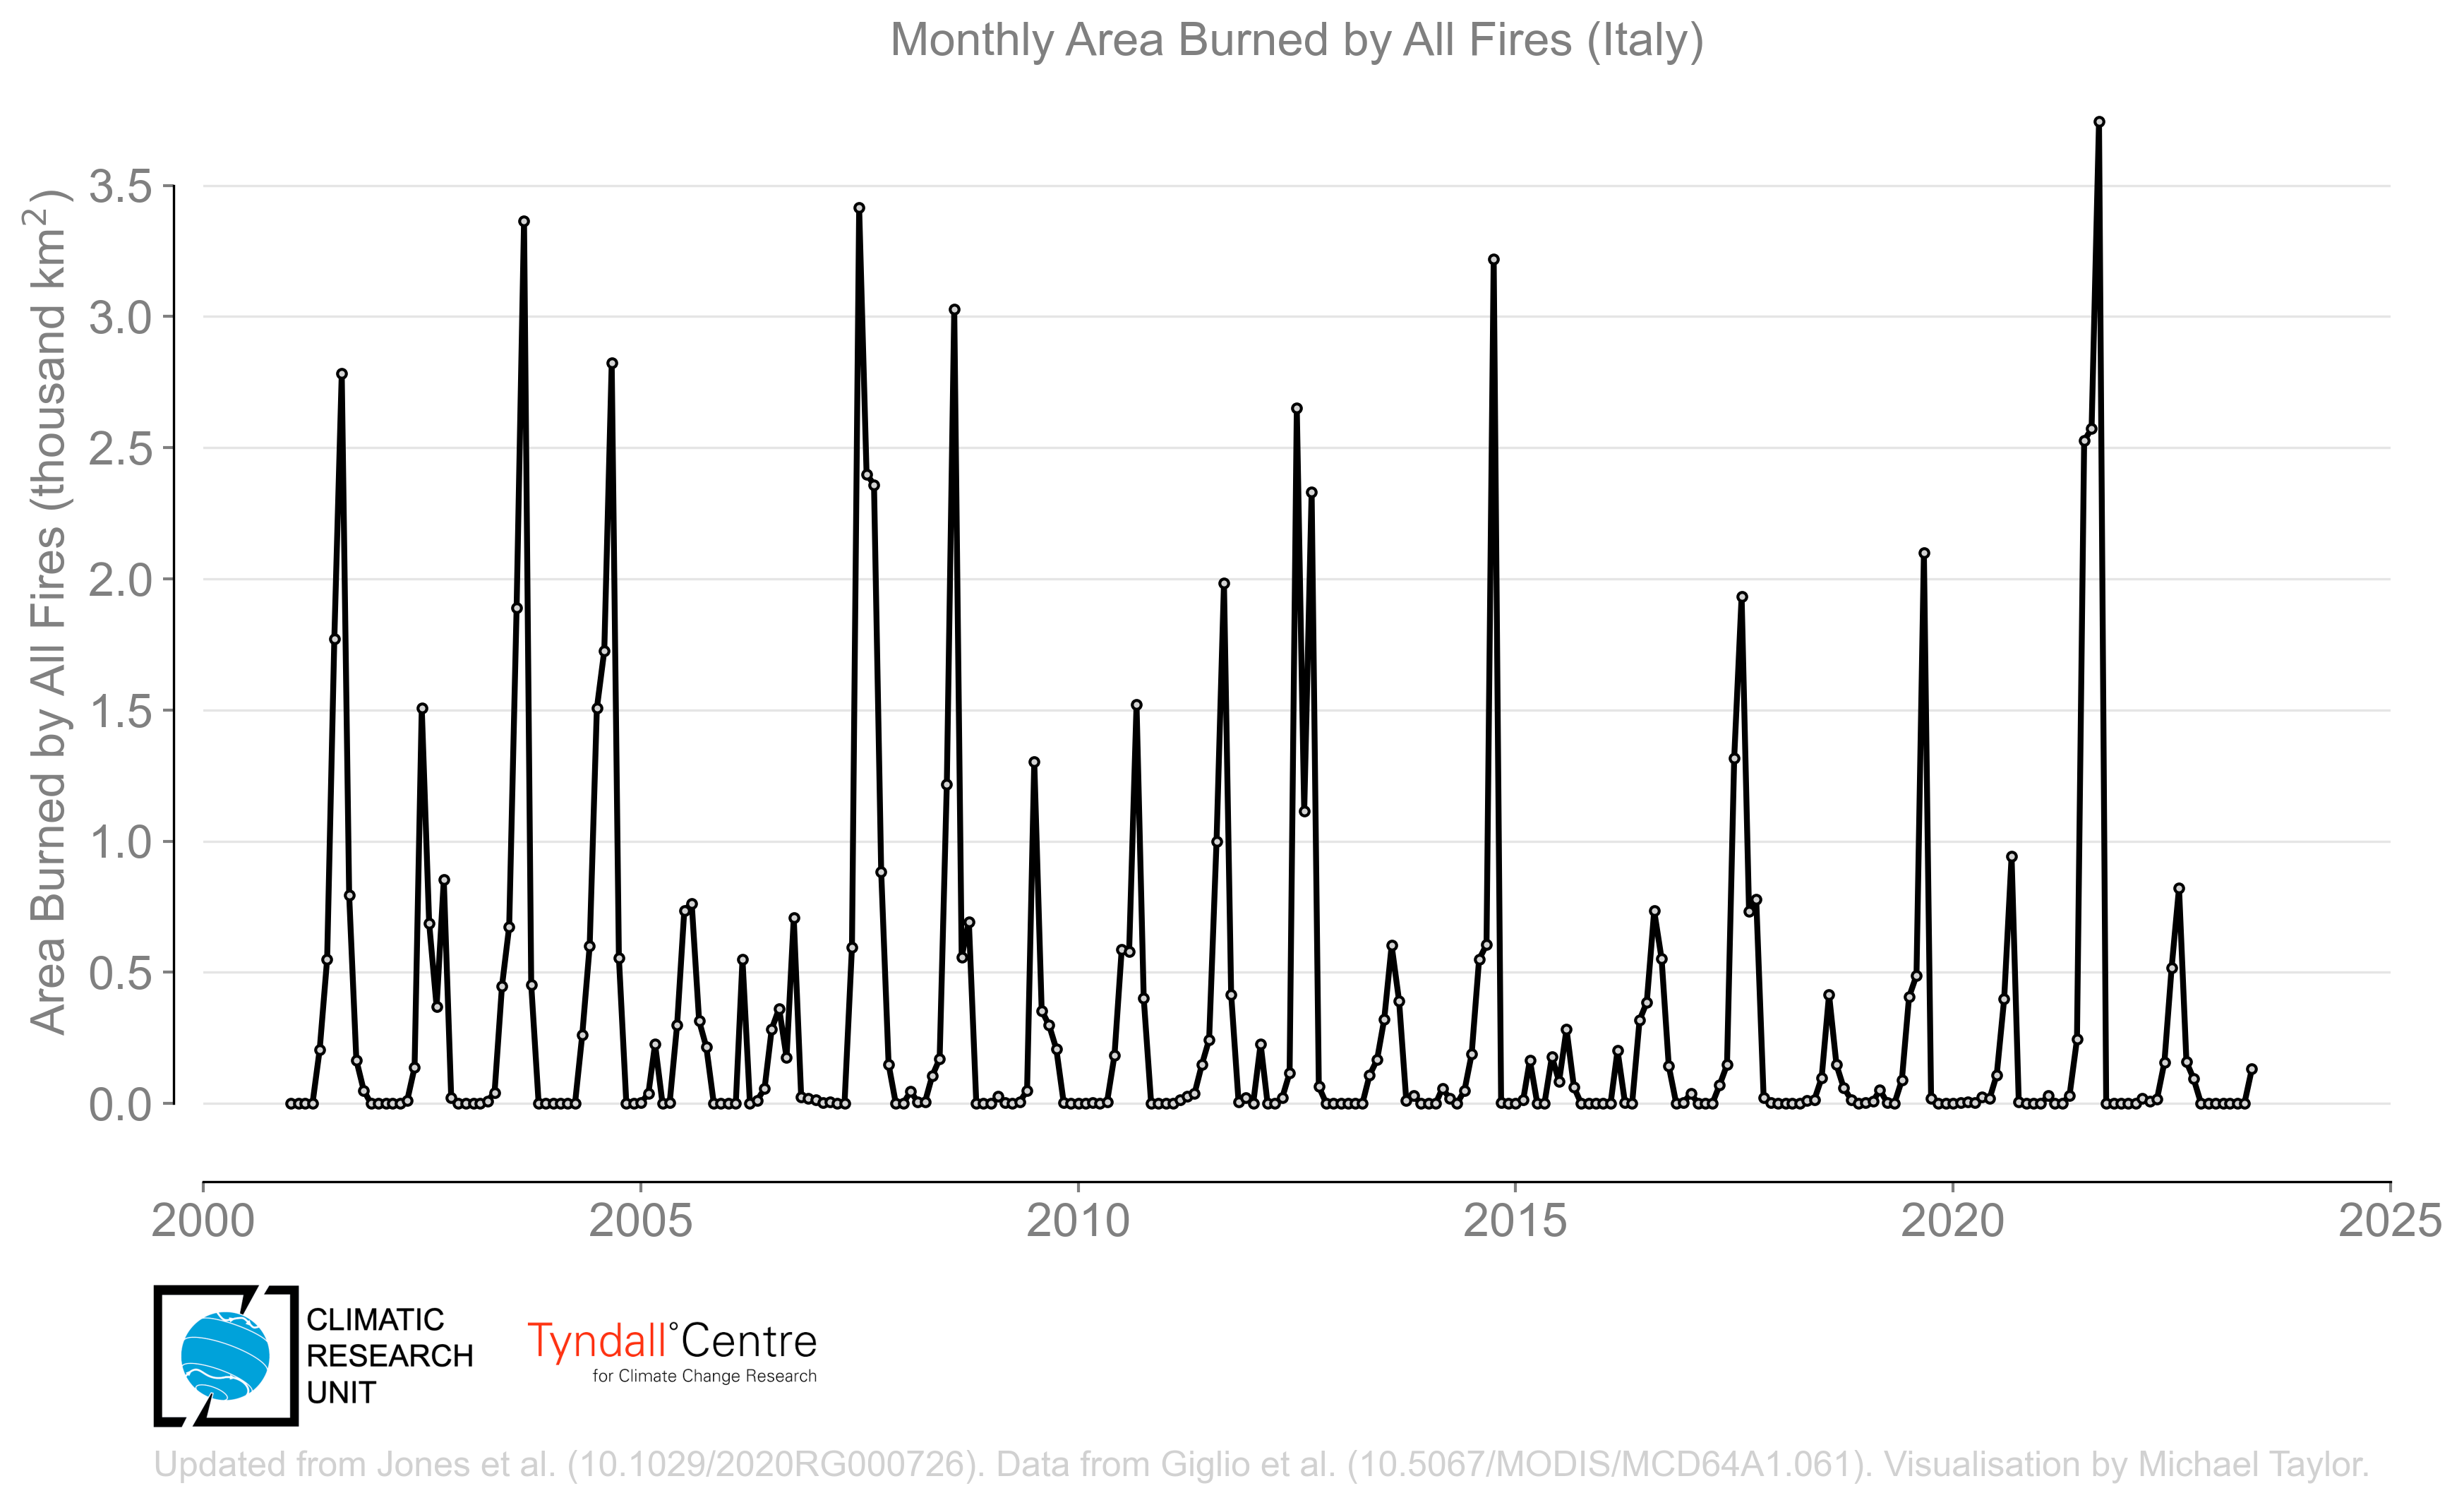 Monthly Area Burned by All Fires (Italy)
Area Burned by All Fires (thousand km²)
3.5
3.0
2.5
2.0
1.5
1.0
0.5
0.0
2000 2005 2010 2015 2020 2025
CLIMATIC
RESEARCH
UNIT
Tyndall°Centre
for Climate Change Research
Updated from Jones et al. (10.1029/2020RG000726). Data from Giglio et al. (10.5067/MODIS/MCD64A1.061). Visualisation by Michael Taylor.